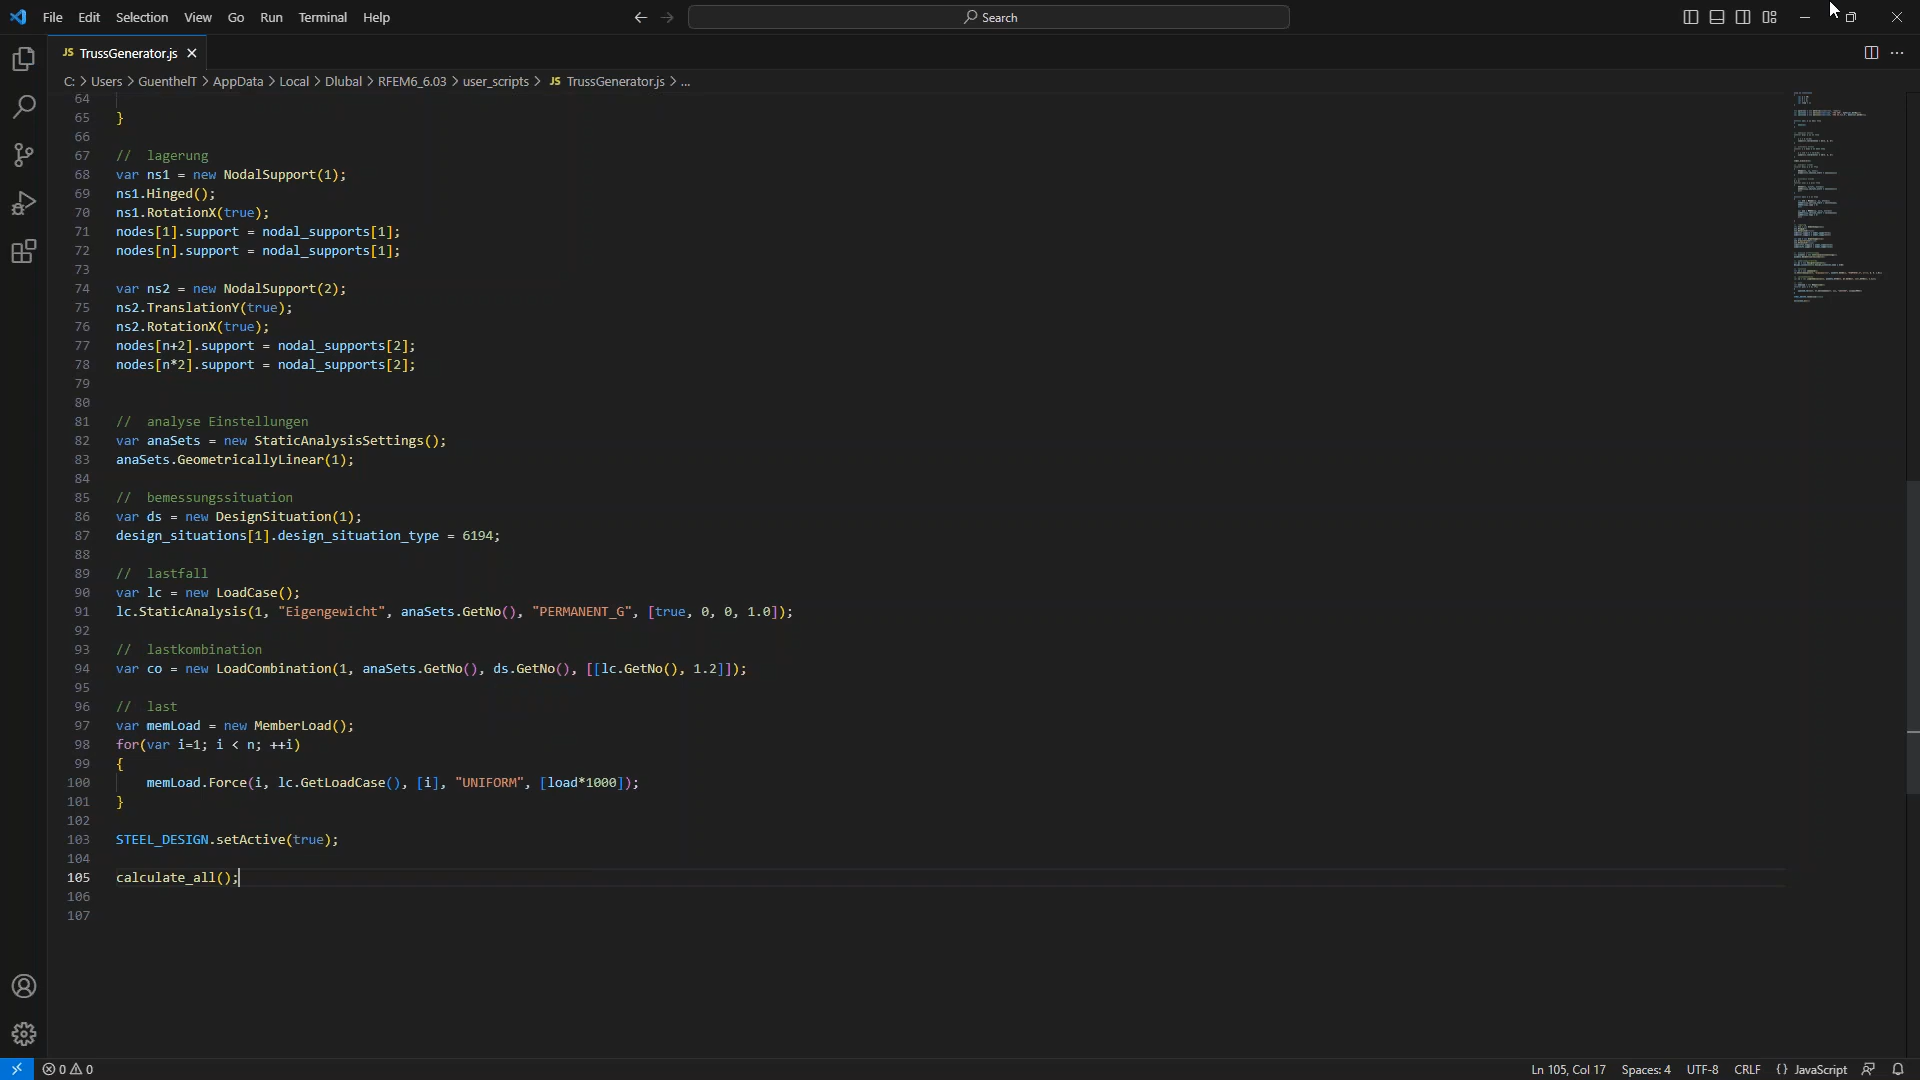 File Edit Selection View Go Run Terminal Help
Search
JS TrussGenerator.js
C: > Users > GuenthelT > AppData > Local > Dlubal > RFEM6_6.03 > user_scripts > JS TrussGenerator.js > ...
64
65 }
66
67 //  lagerung
68 var ns1 = new NodalSupport(1);
69 ns1.Hinged();
70 ns1.RotationX(true);
71 nodes[1].support = nodal_supports[1];
72 nodes[n].support = nodal_supports[1];
73
74 var ns2 = new NodalSupport(2);
75 ns2.TranslationY(true);
76 ns2.RotationX(true);
77 nodes[n+2].support = nodal_supports[2];
78 nodes[n*2].support = nodal_supports[2];
79
80
81 //  analyse Einstellungen
82 var anaSets = new StaticAnalysisSettings();
83 anaSets.GeometricallyLinear(1);
84
85 //  bemessungssituation
86 var ds = new DesignSituation(1);
87 design_situations[1].design_situation_type = 6194;
88
89 //  lastfall
90 var lc = new LoadCase();
91 lc.StaticAnalysis(1, "Eigengewicht", anaSets.GetNo(), "PERMANENT_G", [true, 0, 0, 1.0]);
92
93 //  lastkombination
94 var co = new LoadCombination(1, anaSets.GetNo(), ds.GetNo(), [[lc.GetNo(), 1.2]]);
95
96 //  last
97 var memLoad = new MemberLoad();
98 for(var i=1; i < n; ++i)
99 {
100     memLoad.Force(i, lc.GetLoadCase(), [i], "UNIFORM", [load*1000]);
101 }
102
103 STEEL_DESIGN.setActive(true);
104
105 calculate_all();
106
107
0 0 Ln 105, Col 17 Spaces: 4 UTF-8 CRLF {} JavaScript